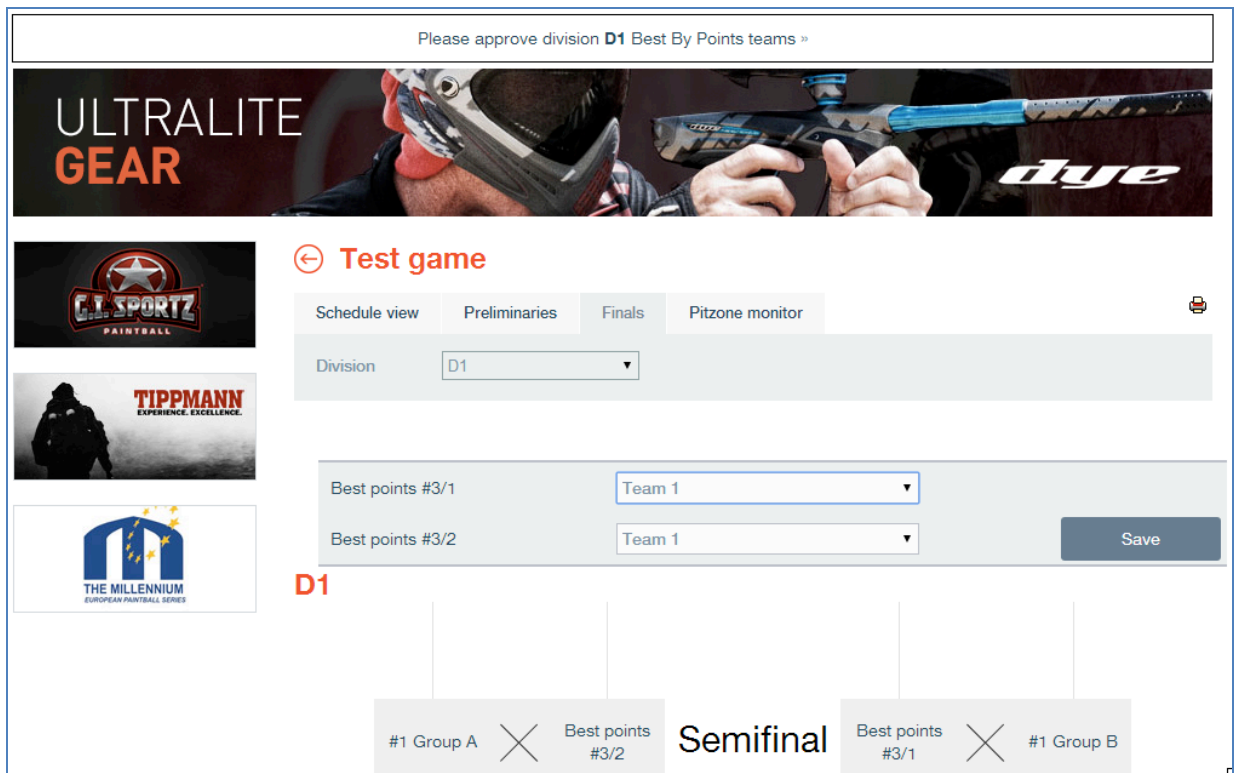 Please approve division D1 Best By Points teams »
ULTRALITE
GEAR
dye
G.I. SPORTZ
PAINTBALL
TIPPMANN
EXPERIENCE. EXCELLENCE.
THE MILLENNIUM
EUROPEAN PAINTBALL SERIES
Test game
Schedule view Preliminaries Finals Pitzone monitor
Division D1
Best points #3/1 Team 1
Best points #3/2 Team 1 Save
D1
#1 Group A Best points #3/2 Semifinal Best points #3/1 #1 Group B